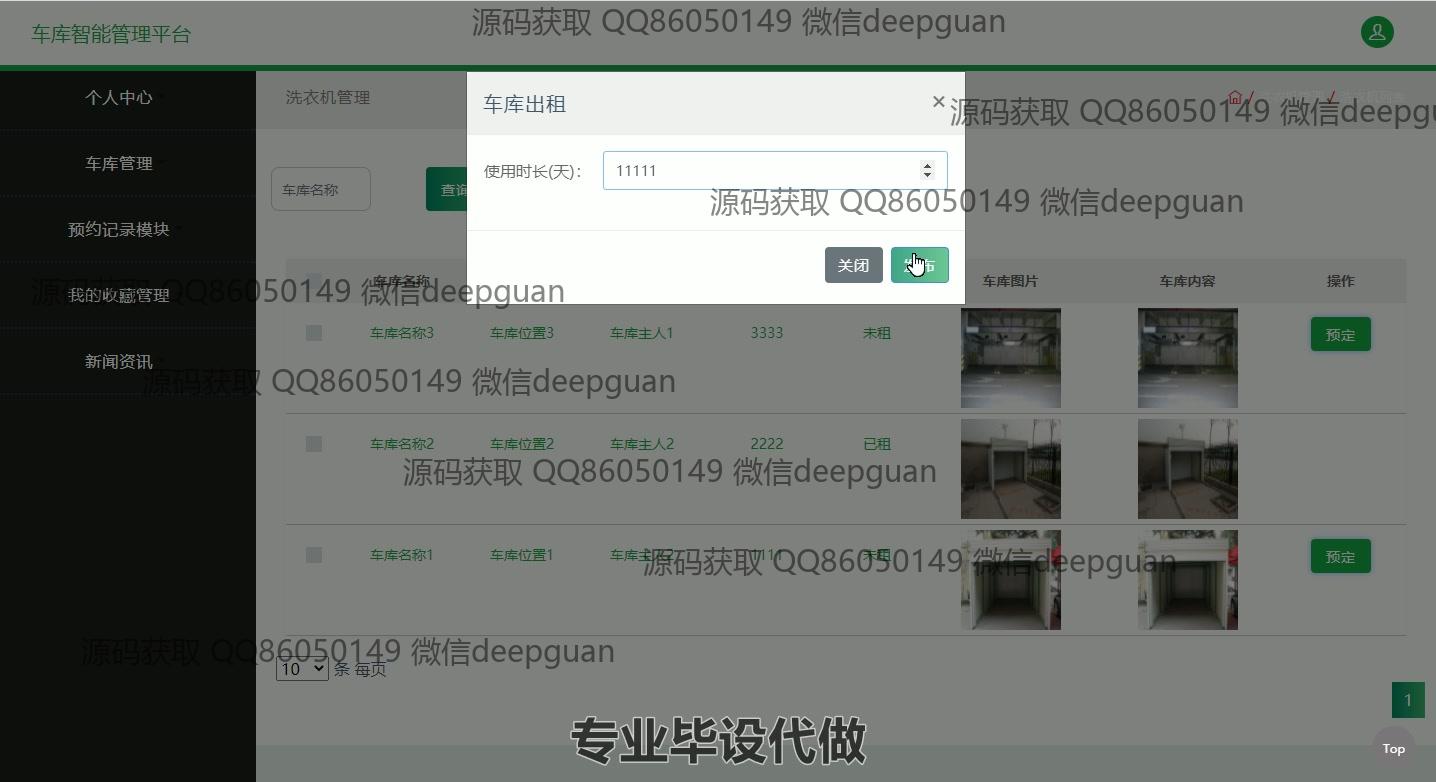 车库智能管理平台
源码获取 QQ86050149 微信deepguan
个人中心
车库管理
预约记录模块
我的收藏管理
新闻资讯
洗衣机管理
车库出租
×
源码获取 QQ86050149 微信deepgu
使用时长(天)：
11111
源码获取 QQ86050149 微信deepguan
关闭
车库名称
查询
源码获取 QQ86050149 微信deepguan
车库名称
车库图片
车库内容
操作
车库名称3
车库位置3
车库主人1
3333
未租
预定
源码获取 QQ86050149 微信deepguan
车库名称2
车库位置2
车库主人2
2222
已租
源码获取 QQ86050149 微信deepguan
车库名称1
车库位置1
预定
源码获取 QQ86050149 微信deepguan
源码获取 QQ86050149 微信deepguan
10 条 每页
1
专业毕设代做
Top